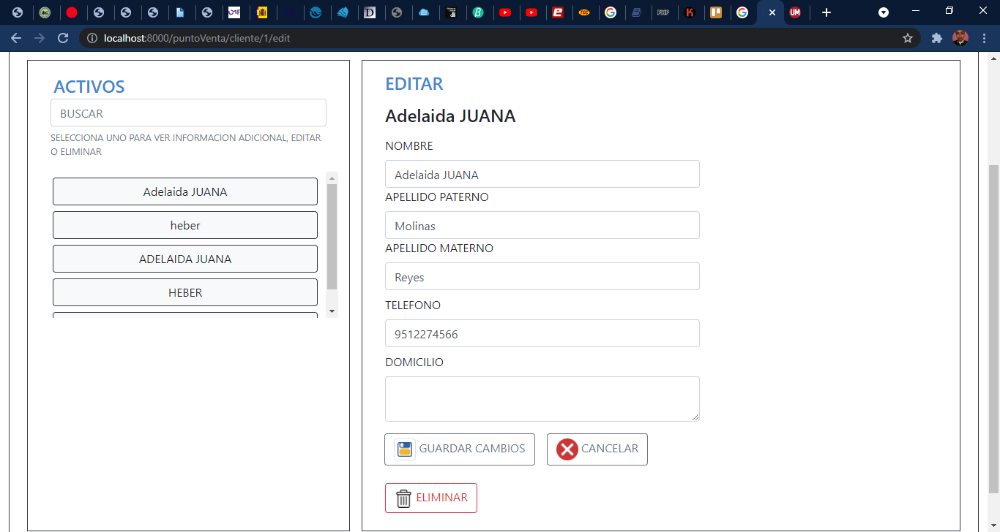 UM
localhost:8000/puntoVenta/cliente/1/edit
ACTIVOS
BUSCAR
SELECCIONA UNO PARA VER INFORMACION ADICIONAL, EDITAR
O ELIMINAR
Adelaida JUANA
heber
ADELAIDA JUANA
HEBER
EDITAR
Adelaida JUANA
NOMBRE
Adelaida JUANA
APELLIDO PATERNO
Molinas
APELLIDO MATERNO
Reyes
TELEFONO
9512274566
DOMICILIO
GUARDAR CAMBIOS
CANCELAR
ELIMINAR